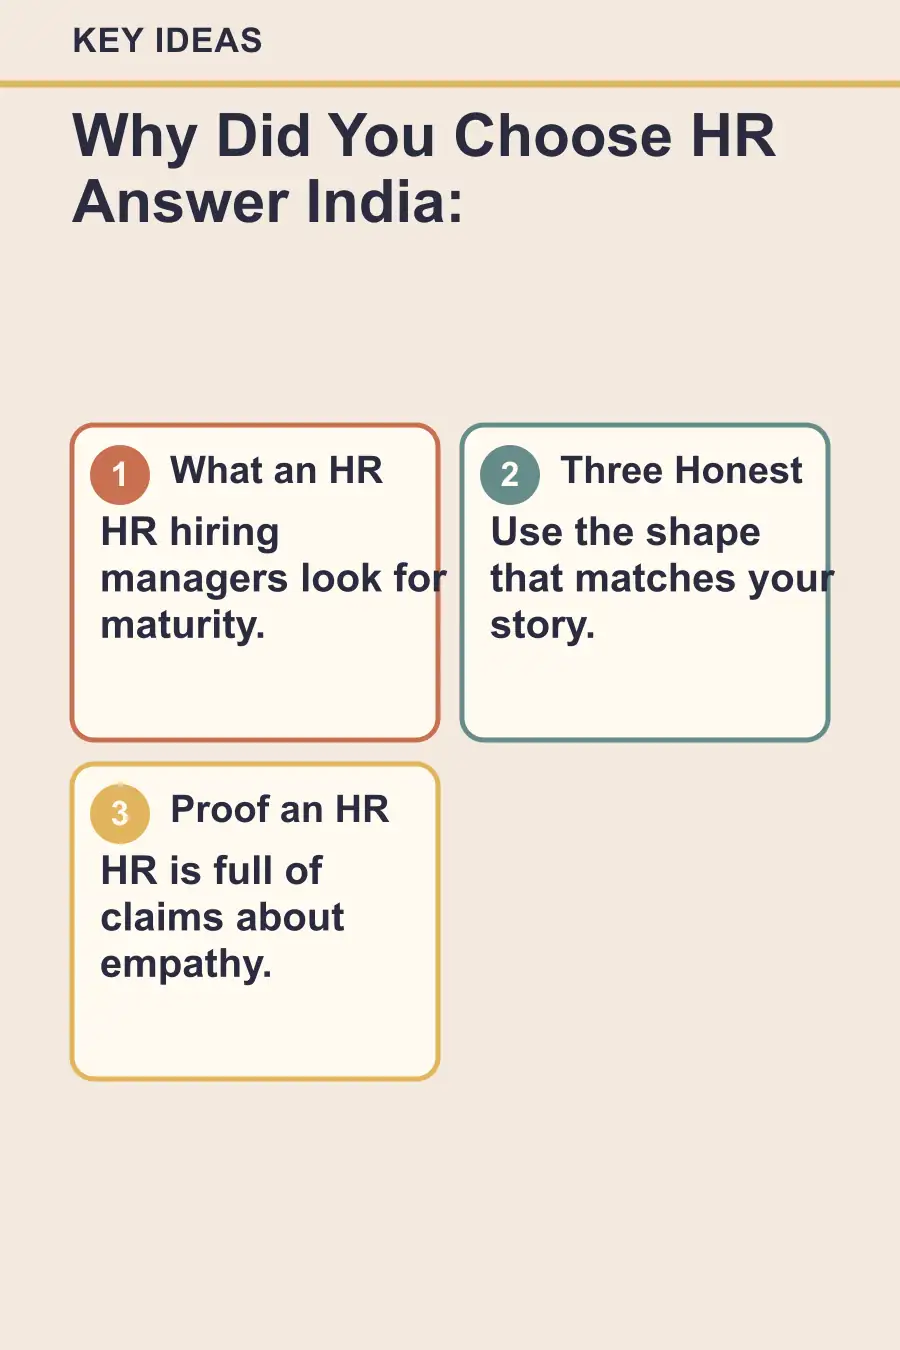 KEY IDEAS
Why Did You Choose HR
Answer India:
1 What an HR
HR hiring
managers look for
maturity.
2 Three Honest
Use the shape
that matches your
story.
3 Proof an HR
HR is full of
claims about
empathy.